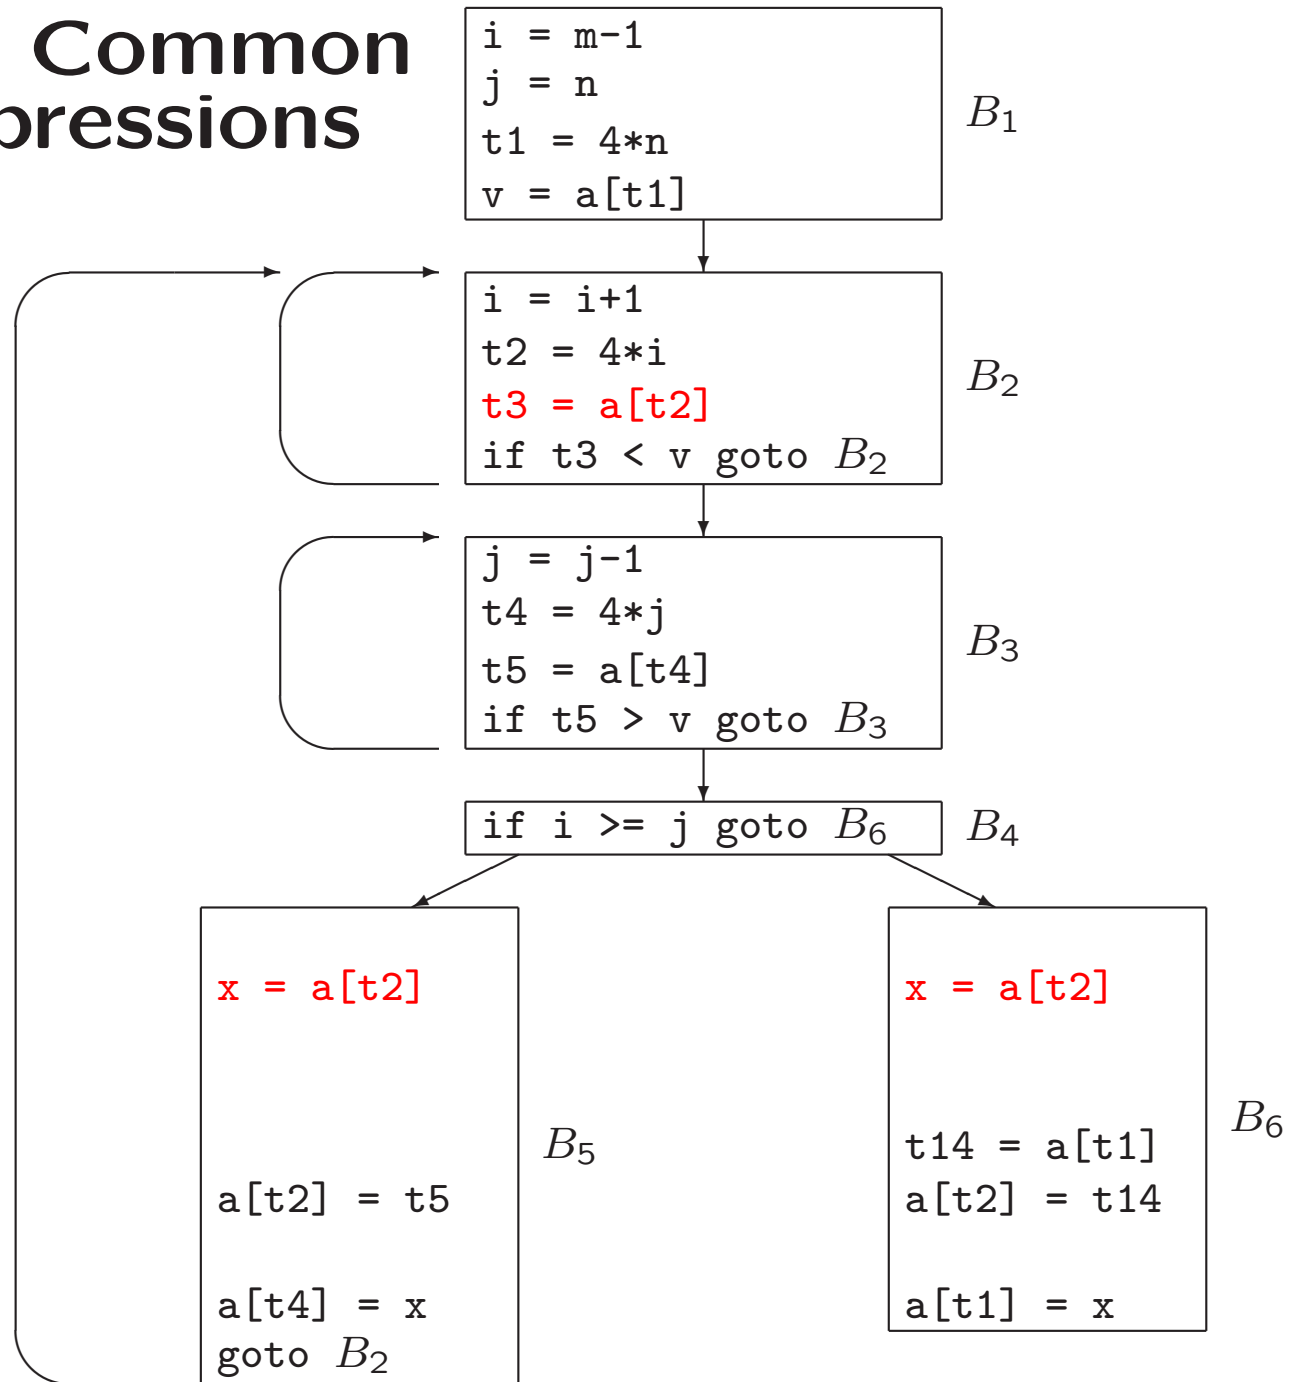 Common
pressions
i = m-1
j = n
t1 = 4*n
v = a[t1]
B₁
i = i+1
t2 = 4*i
t3 = a[t2]
if t3 < v goto B₂
B₂
j = j-1
t4 = 4*j
t5 = a[t4]
if t5 > v goto B₃
B₃
if i >= j goto B₆
B₄
x = a[t2]
a[t2] = t5
a[t4] = x
goto B₂
B₅
x = a[t2]
t14 = a[t1]
a[t2] = t14
a[t1] = x
B₆